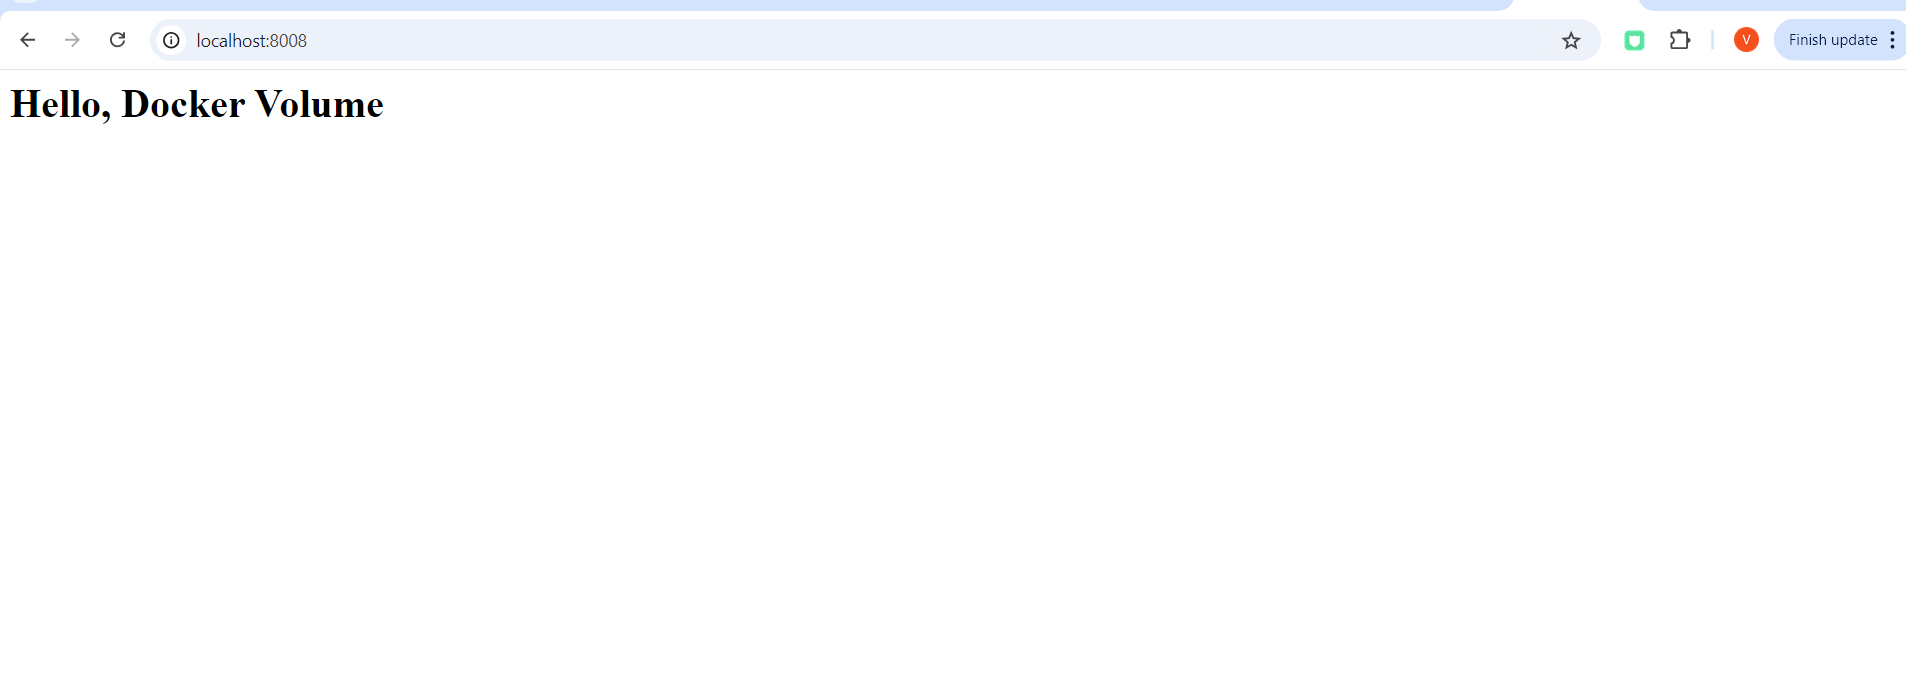 localhost:8008
V
Finish update
Hello, Docker Volume